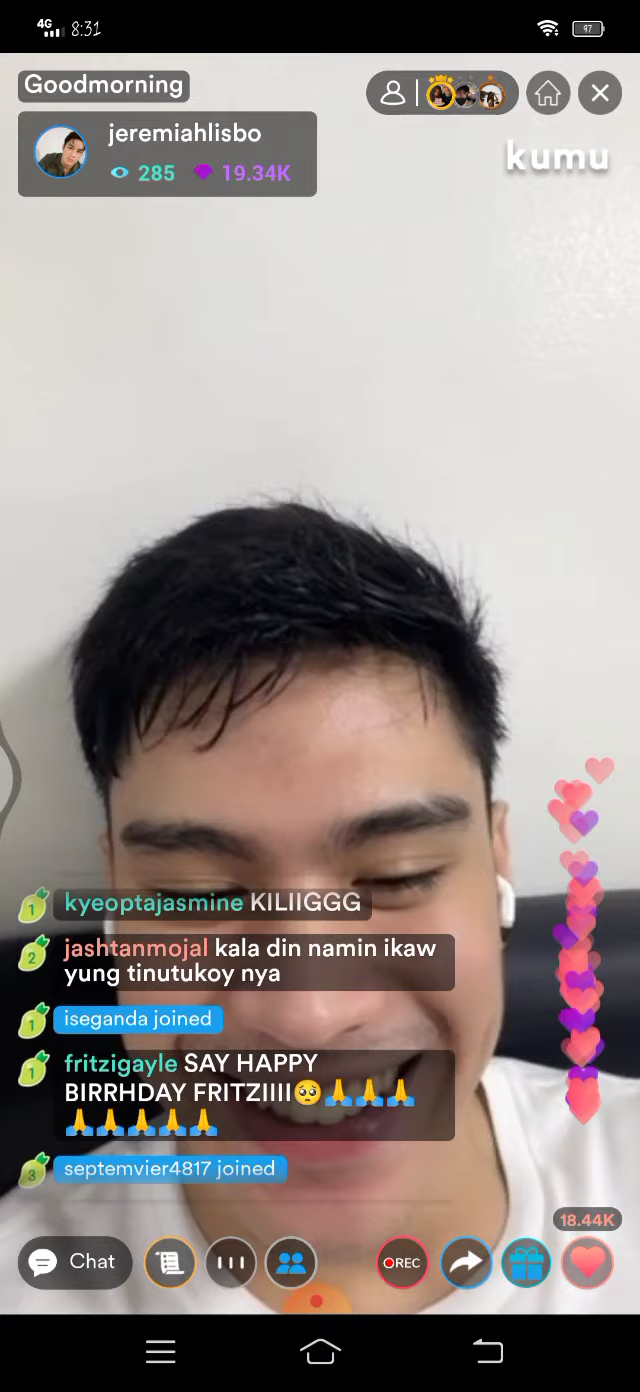 4G 8:31 97
Goodmorning
jeremiahlisbo
285 19.34K
kumu
1 kyeoptajasmine KILIIGGG
2 jashtanmojal kala din namin ikaw
yung tinutukoy nya
1 iseganda joined
1 fritzigayle SAY HAPPY
BIRRHDAY FRITZIIII🥺🙏🙏🙏
🙏🙏🙏🙏🙏
3 septemvier4817 joined
18.44K
Chat REC